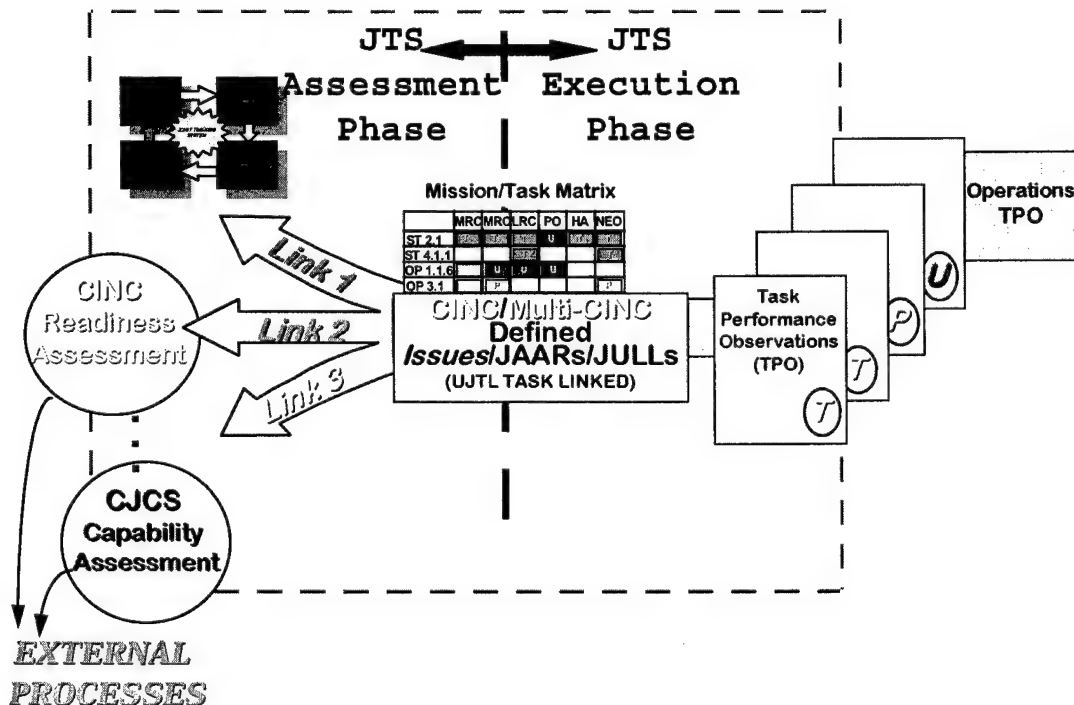 JTS JTS
Assessment Execution
Phase Phase
JOINT TRAINING
SYSTEM
Mission/Task Matrix
MRC MRC LRC PO HA NEO
ST 2.1 U
ST 4.1.1
OP 1.1.6 U U U
OP 3.1 P P
Link 1
Link 2
Link 3
CINC
Readiness
Assessment
CINC/Multi-CINC
Defined
Issues/JAARs/JULLs
(UJTL TASK LINKED)
Task
Performance
Observations
(TPO)
T
T
P
U
Operations
TPO
CJCS
Capability
Assessment
EXTERNAL
PROCESSES